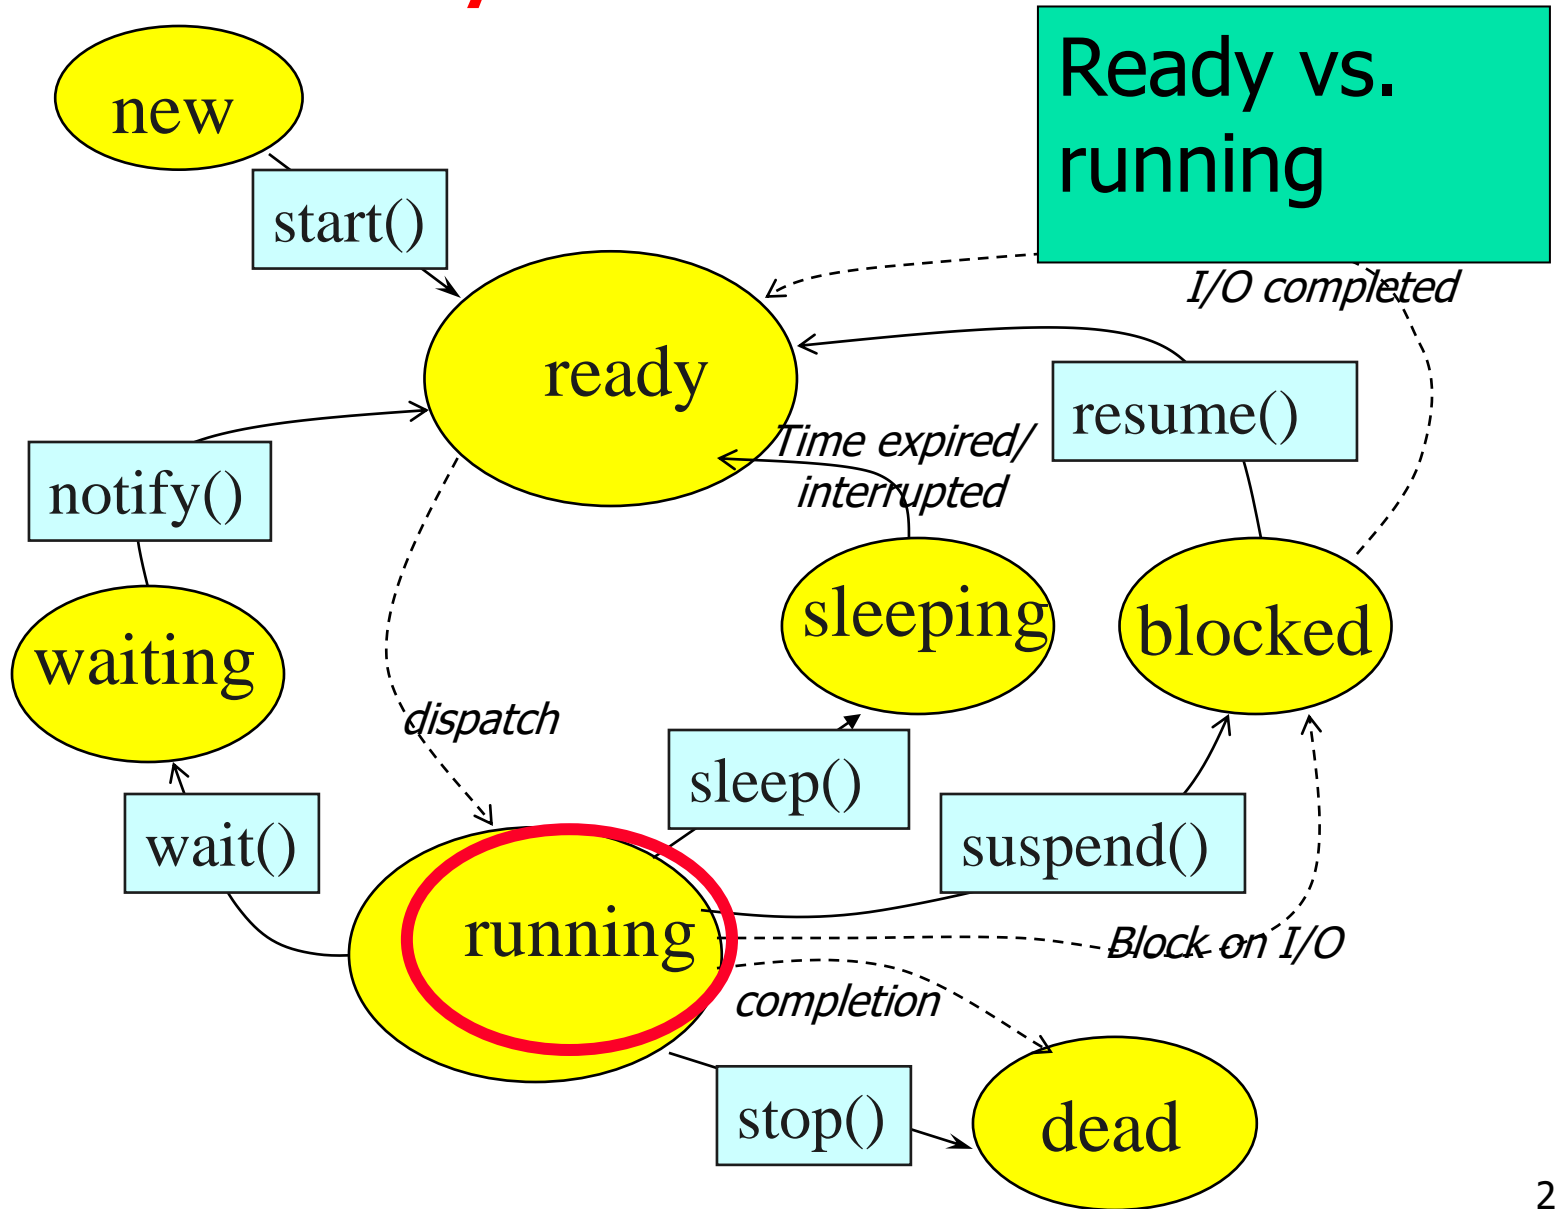 new
Ready vs.
running
start()
I/O completed
ready
resume()
Time expired/
interrupted
notify()
sleeping
blocked
waiting
dispatch
sleep()
wait()
suspend()
running
Block on I/O
completion
stop()
dead
2